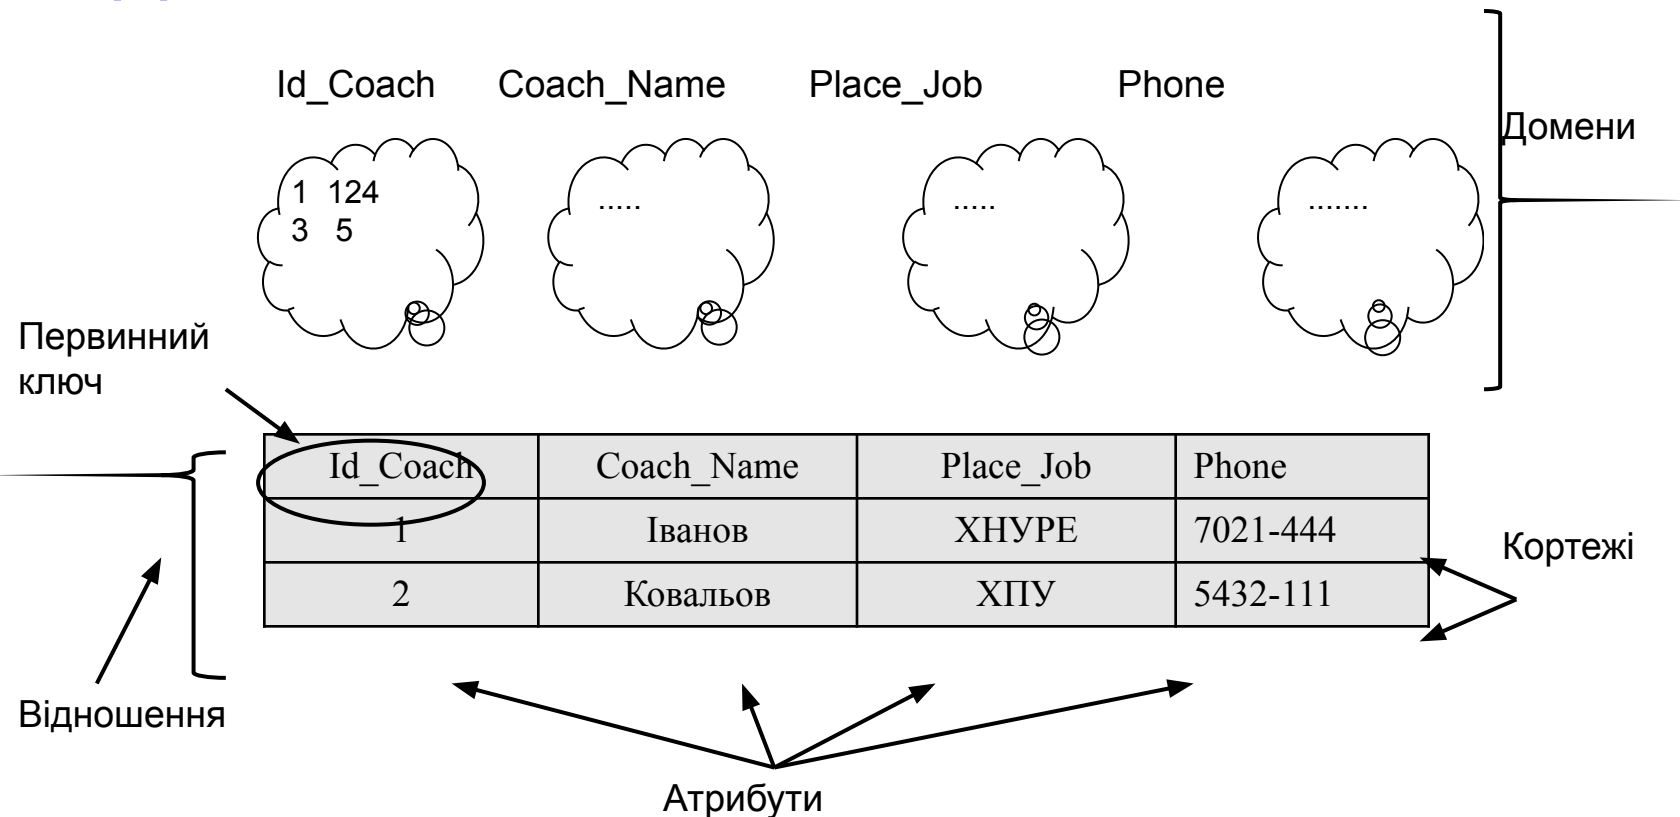 Id_Coach Coach_Name Place_Job Phone
Домени
1 124
3 5
.....
.....
.......
Первинний
ключ
Id_Coach Coach_Name Place_Job Phone
1 Іванов ХНУРЕ 7021-444
2 Ковальов ХПУ 5432-111
Кортежі
Відношення
Атрибути